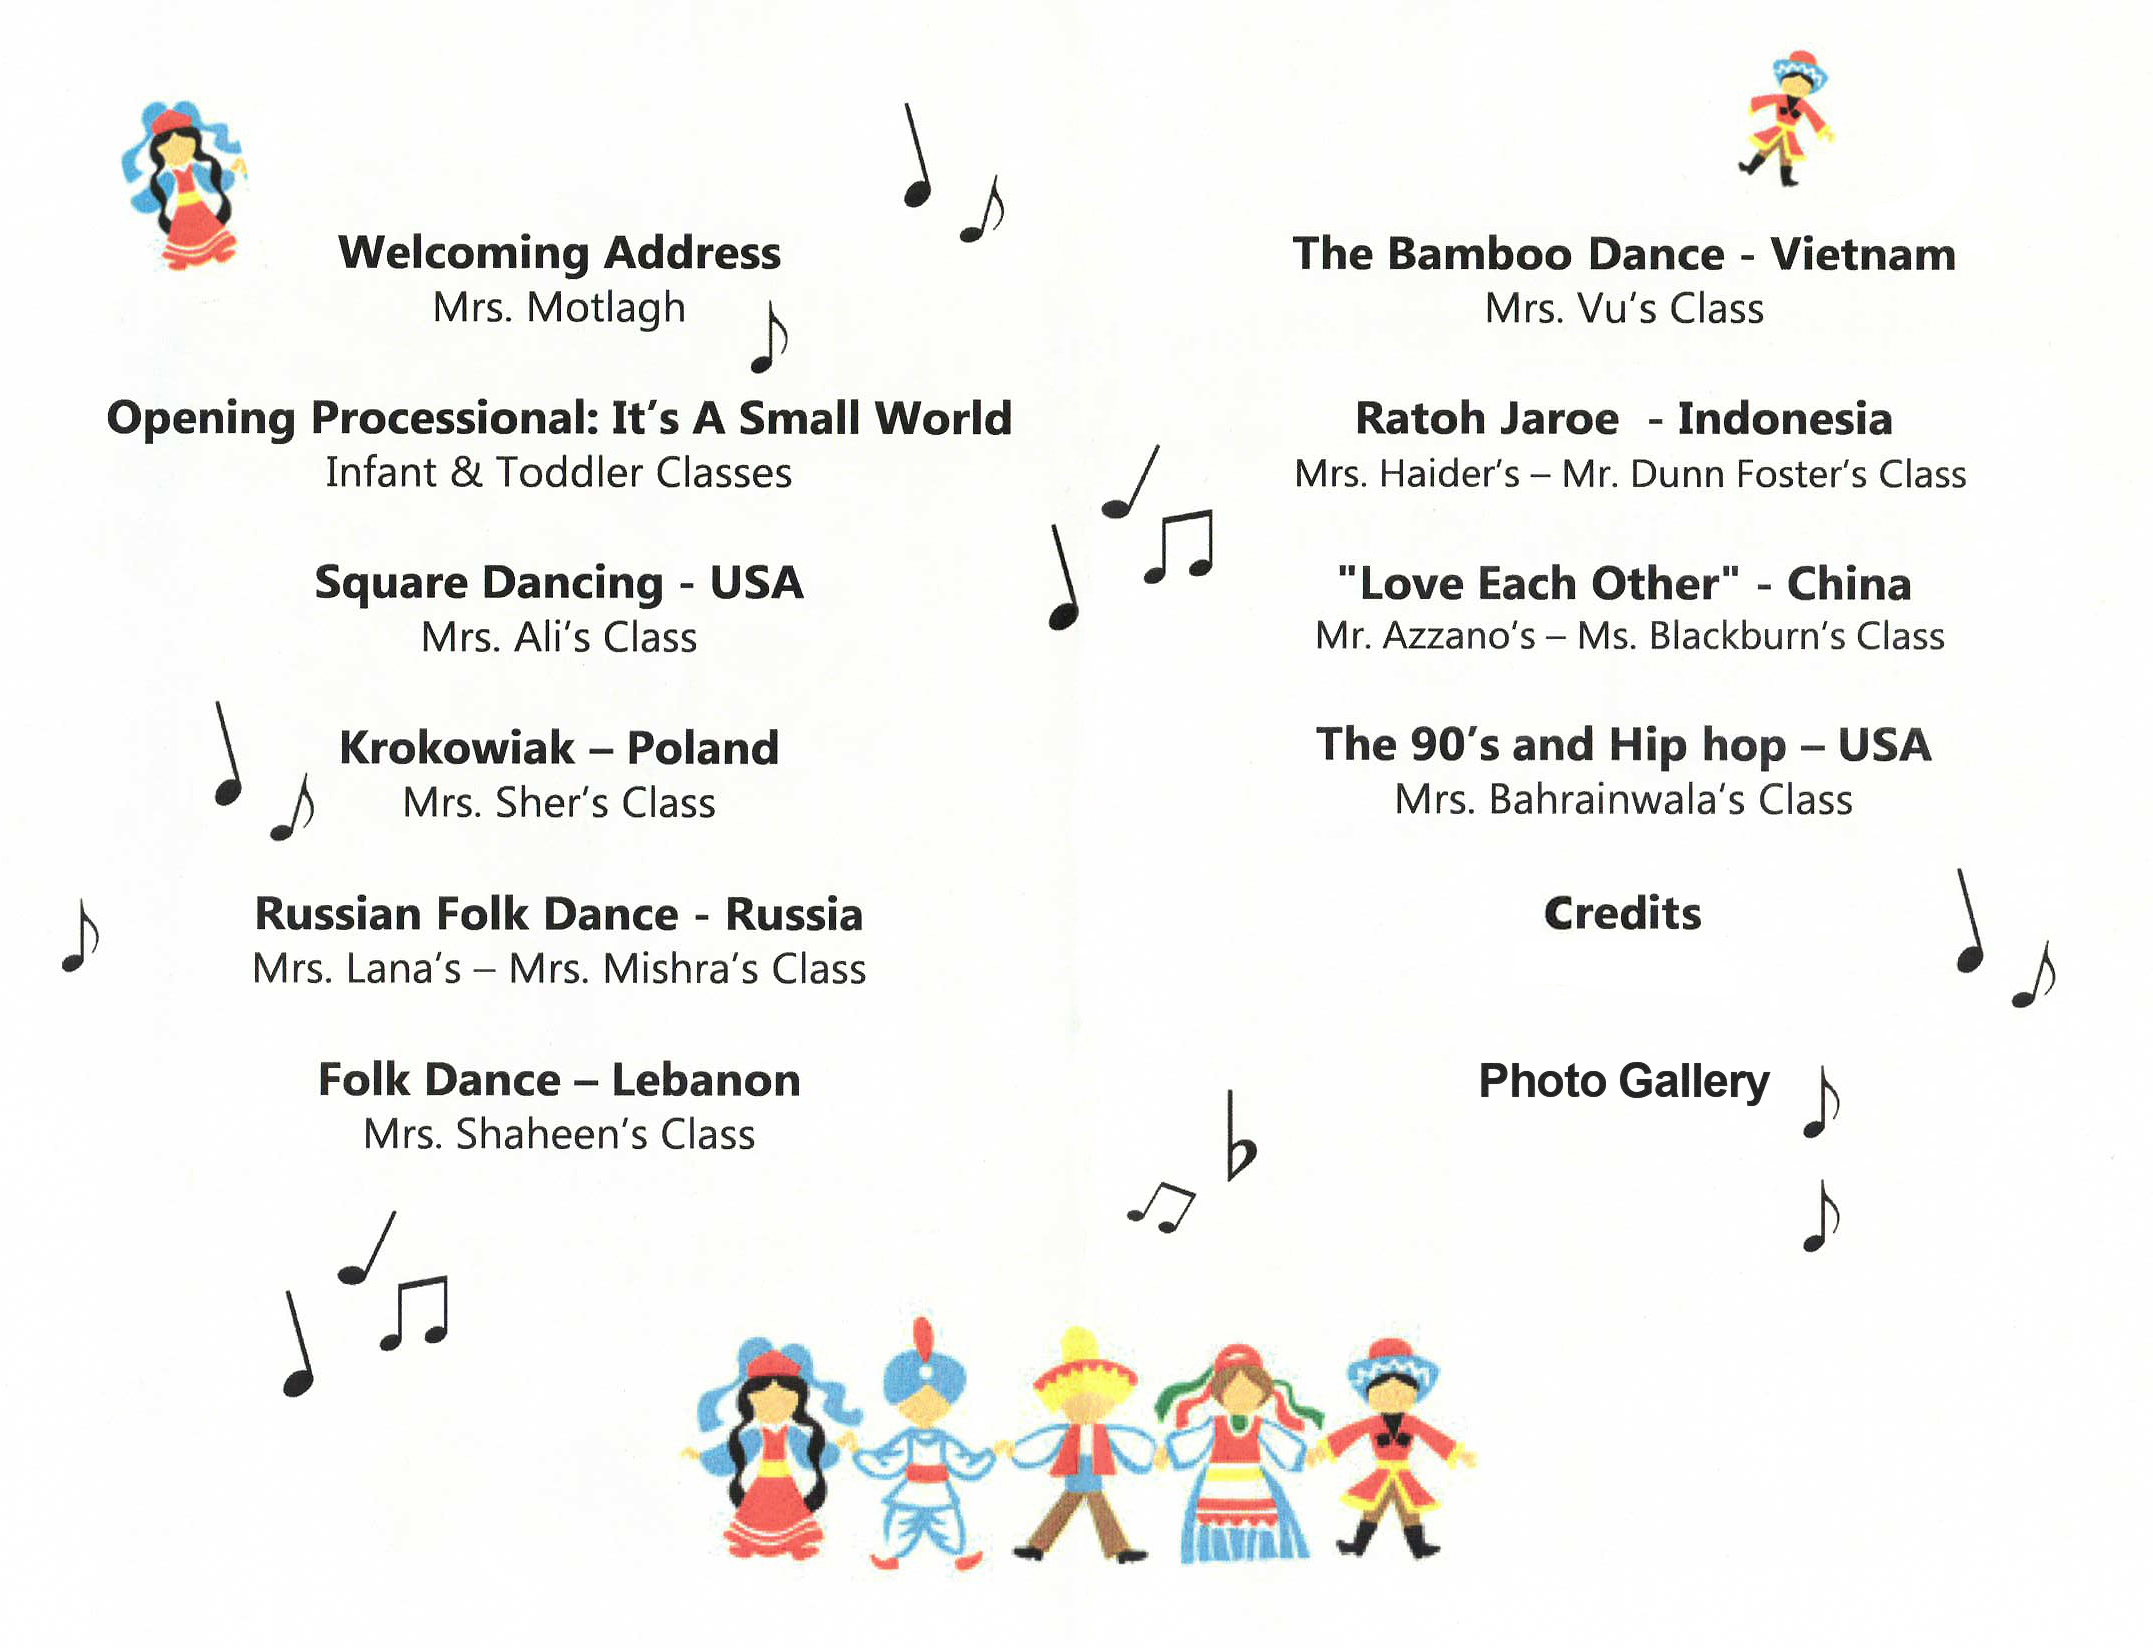 Welcoming Address
Mrs. Motlagh
Opening Processional: It's A Small World
Infant & Toddler Classes
Square Dancing - USA
Mrs. Ali's Class
Krokowiak – Poland
Mrs. Sher's Class
Russian Folk Dance - Russia
Mrs. Lana's – Mrs. Mishra's Class
Folk Dance – Lebanon
Mrs. Shaheen's Class
The Bamboo Dance - Vietnam
Mrs. Vu's Class
Ratoh Jaroe - Indonesia
Mrs. Haider's – Mr. Dunn Foster's Class
"Love Each Other" - China
Mr. Azzano's – Ms. Blackburn's Class
The 90's and Hip hop – USA
Mrs. Bahrainwala's Class
Credits
Photo Gallery